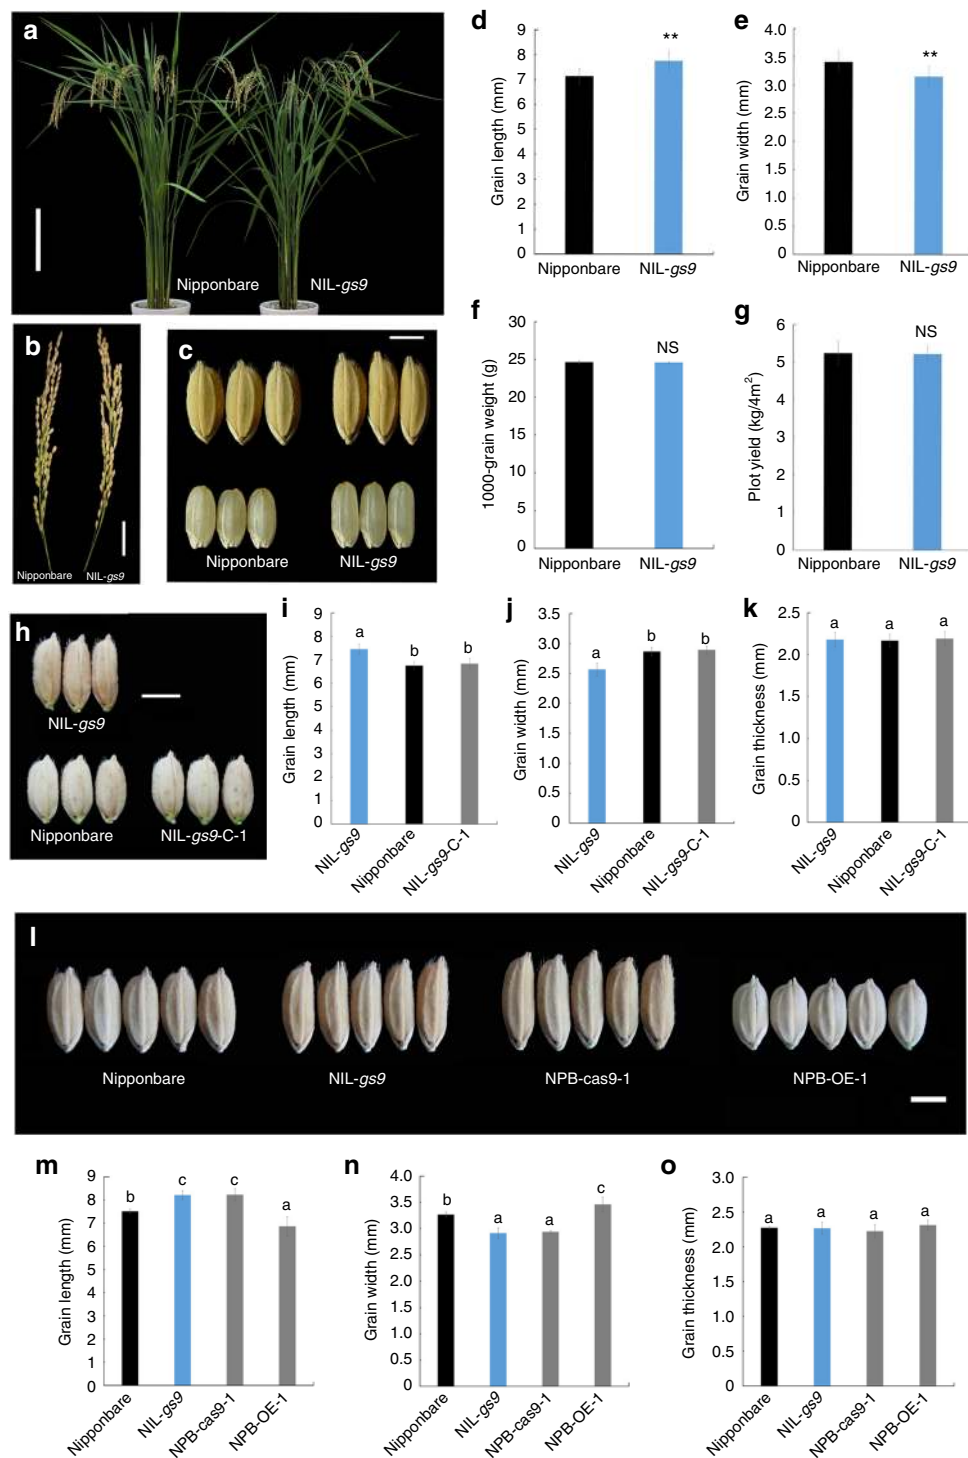 a
Nipponbare
NIL-gs9
b
Nipponbare
NIL-gs9
c
Nipponbare
NIL-gs9
d
Grain length (mm)
9
8
7
6
5
4
3
2
1
0
**
Nipponbare
NIL-gs9
e
Grain width (mm)
4.0
3.5
3.0
2.5
2.0
1.5
1.0
0.5
0
**
Nipponbare
NIL-gs9
f
1000-grain weight (g)
30
25
20
15
10
5
0
NS
Nipponbare
NIL-gs9
g
Plot yield (kg/4m²)
6
5
4
3
2
1
0
NS
Nipponbare
NIL-gs9
h
NIL-gs9
Nipponbare
NIL-gs9-C-1
i
Grain length (mm)
9
8
7
6
5
4
3
2
1
0
a
b
b
NIL-gs9
Nipponbare
NIL-gs9-C-1
j
Grain width (mm)
3.5
3.0
2.5
2.0
1.5
1.0
0.5
0
a
b
b
NIL-gs9
Nipponbare
NIL-gs9-C-1
k
Grain thickness (mm)
2.5
2.0
1.5
1.0
0.5
0
a
a
a
NIL-gs9
Nipponbare
NIL-gs9-C-1
l
Nipponbare
NIL-gs9
NPB-cas9-1
NPB-OE-1
m
Grain length (mm)
9
8
7
6
5
4
3
2
1
0
b
c
c
a
Nipponbare
NIL-gs9
NPB-cas9-1
NPB-OE-1
n
Grain width (mm)
4.0
3.5
3.0
2.5
2.0
1.5
1.0
0.5
0
b
a
a
c
Nipponbare
NIL-gs9
NPB-cas9-1
NPB-OE-1
o
Grain thickness (mm)
3.0
2.5
2.0
1.5
1.0
0.5
0
a
a
a
a
Nipponbare
NIL-gs9
NPB-cas9-1
NPB-OE-1